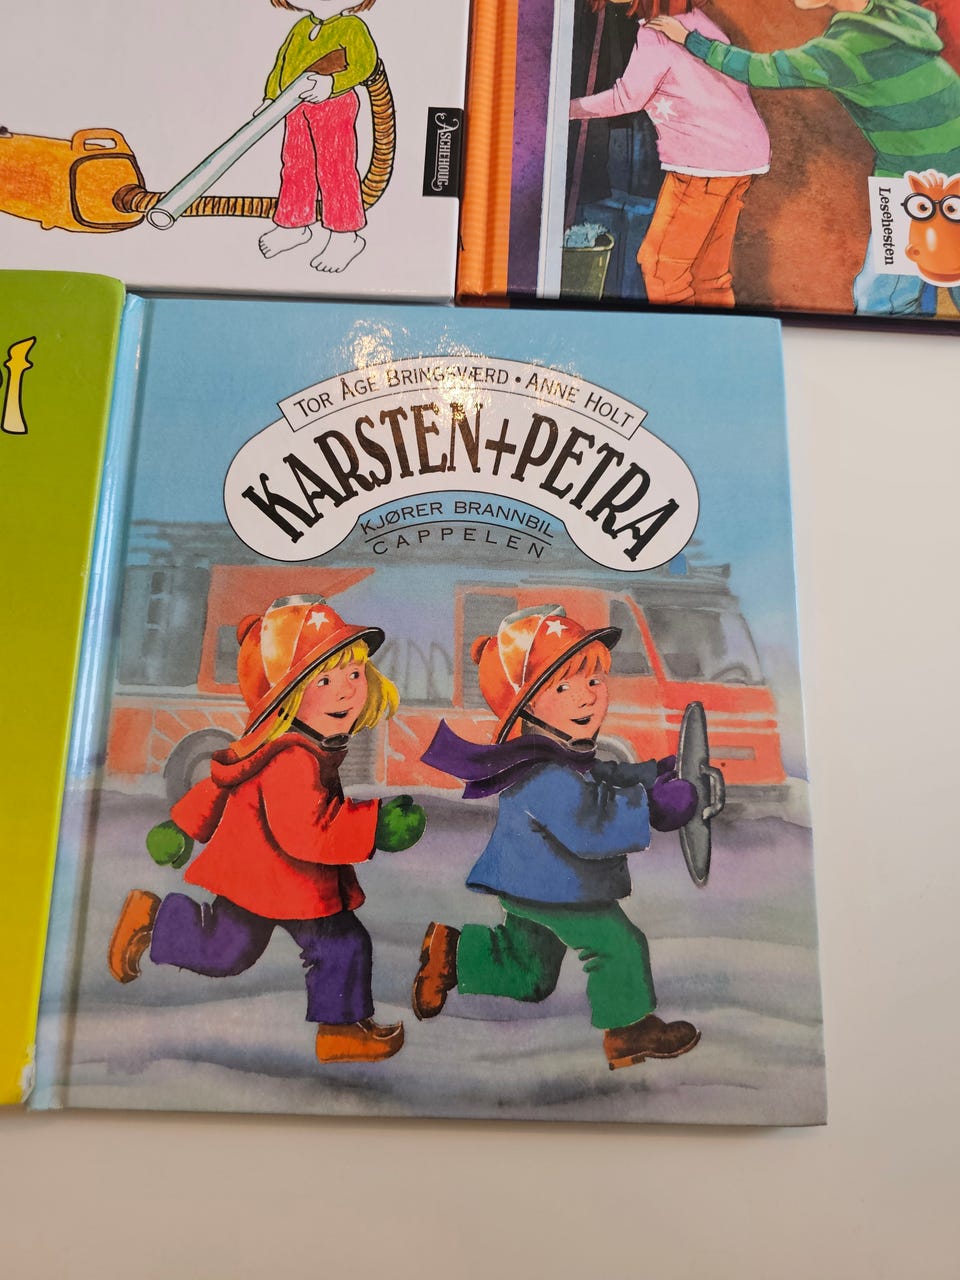 ASCHEHOUG
Lesehesten
TOR ÅGE BRINGSVÆRD • ANNE HOLT
KARSTEN+PETRA
KJØRER BRANNBIL
CAPPELEN